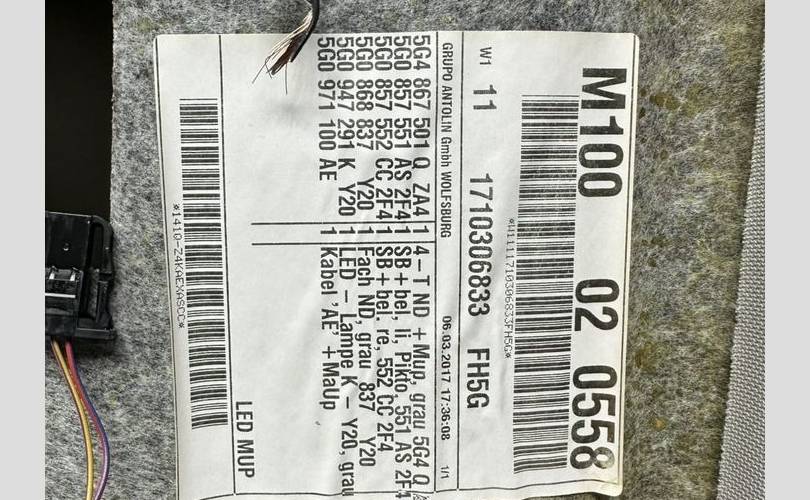 M100 02 0558
*W11117103068​33FH5G*
W1 11 1710306833 FH5G
GRUPO ANTOLIN Gmbh WOLFSBURG 06.03.2017 17:36:08 1/1
5G4 867 501 Q ZA4 1 4-T ND +Mup, grau 5G4 Q
5G0 857 551 AS 2F4 1 SB+bel, li, Pikto, 551 AS 2F4
5G0 857 552 CC 2F4 1 SB+bel, re, 552 CC 2F4
5G0 868 837 Y20 1 Fach ND, grau 837 Y20
5G0 947 291 K Y20 1 LED - Lampe K - Y20, grau
5G0 971 100 AE 1 Kabel 'AE' +MaUp
LED MUP
*141Q-Z4KAEXASCC*